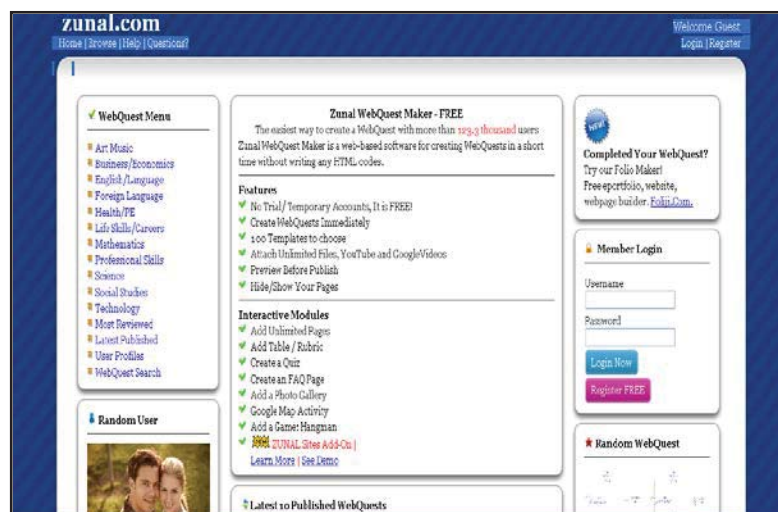 zunal.com
Home | Browse | Help | Questions?
Welcome Guest
Login | Register
WebQuest Menu
Art Music
Business/Economics
English/Language
Foreign Language
Health/PE
Life Skills/Careers
Mathematics
Professional Skills
Science
Social Studies
Technology
Most Reviewed
Latest Published
User Profiles
WebQuest Search
Random User
Zunal WebQuest Maker - FREE
The easiest way to create a WebQuest with more than 123.3 thousand users
Zunal WebQuest Maker is a web-based software for creating WebQuests in a short
time without writing any HTML codes.
Features
No Trial/ Temporary Accounts, It is FREE!
Create WebQuests Immediately
100 Templates to choose
Attach Unlimited Files, YouTube and GoogleVideos
Preview Before Publish
Hide/Show Your Pages
Interactive Modules
Add Unlimited Pages
Add Table / Rubric
Create a Quiz
Create an FAQ Page
Add a Photo Gallery
Google Map Activity
Add a Game: Hangman
ZUNAL Sites Add-On |
Learn More | See Demo
Latest 10 Published WebQuests
NEW!
Completed Your WebQuest?
Try our Folio Maker!
Free eportfolio, website,
webpage builder. Foliji.Com.
Member Login
Username
Password
Login Now
Register FREE
Random WebQuest